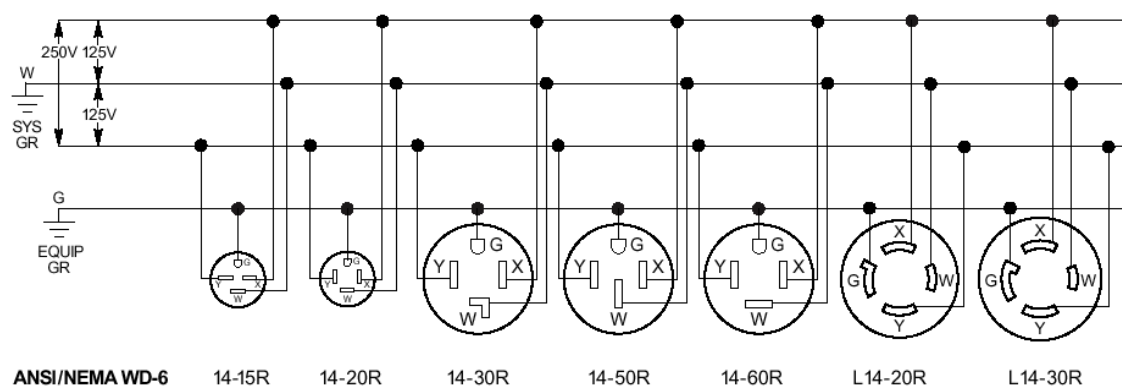 250V 125V
W
125V
SYS
GR
G
EQUIP
GR
G Y X W
G Y X W
G Y X W
G Y X W
G Y X W
X G W Y
X G W Y
ANSI/NEMA WD-6 14-15R 14-20R 14-30R 14-50R 14-60R L14-20R L14-30R